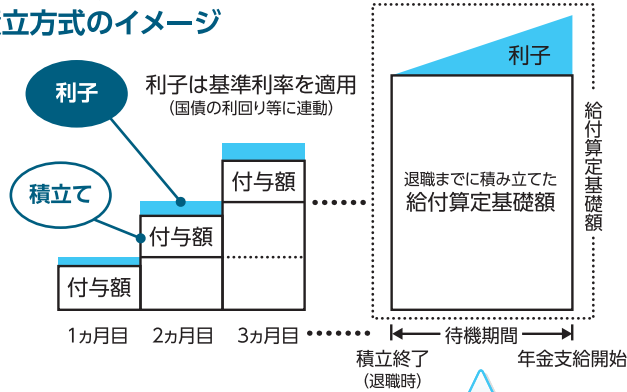 立方式のイメージ
利子
利子は基準利率を適用
(国債の利回り等に連動)
積立て
付与額
付与額
付与額
利子
退職までに積み立てた
給付算定基礎額
給付算定基礎額
1ヵ月目
2ヵ月目
3ヵ月目
待機期間
積立終了
(退職時)
年金支給開始